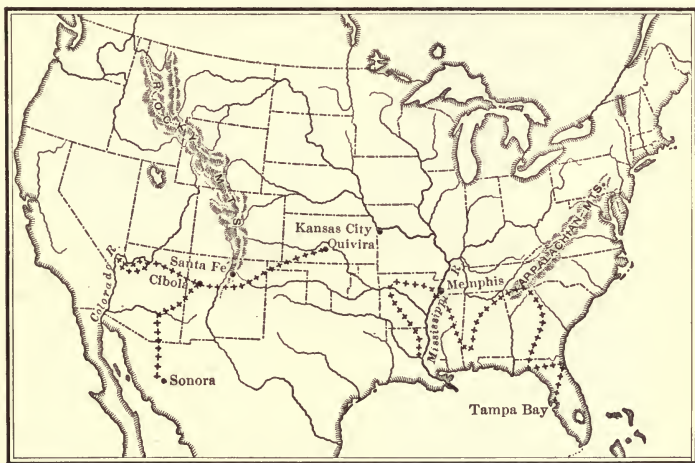 ROCKY MTS.
APPALACHIAN MTS.
Kansas City
Quivira
Santa Fe
Cibola
Colorado R.
Memphis
Mississippi R.
Sonora
Tampa Bay